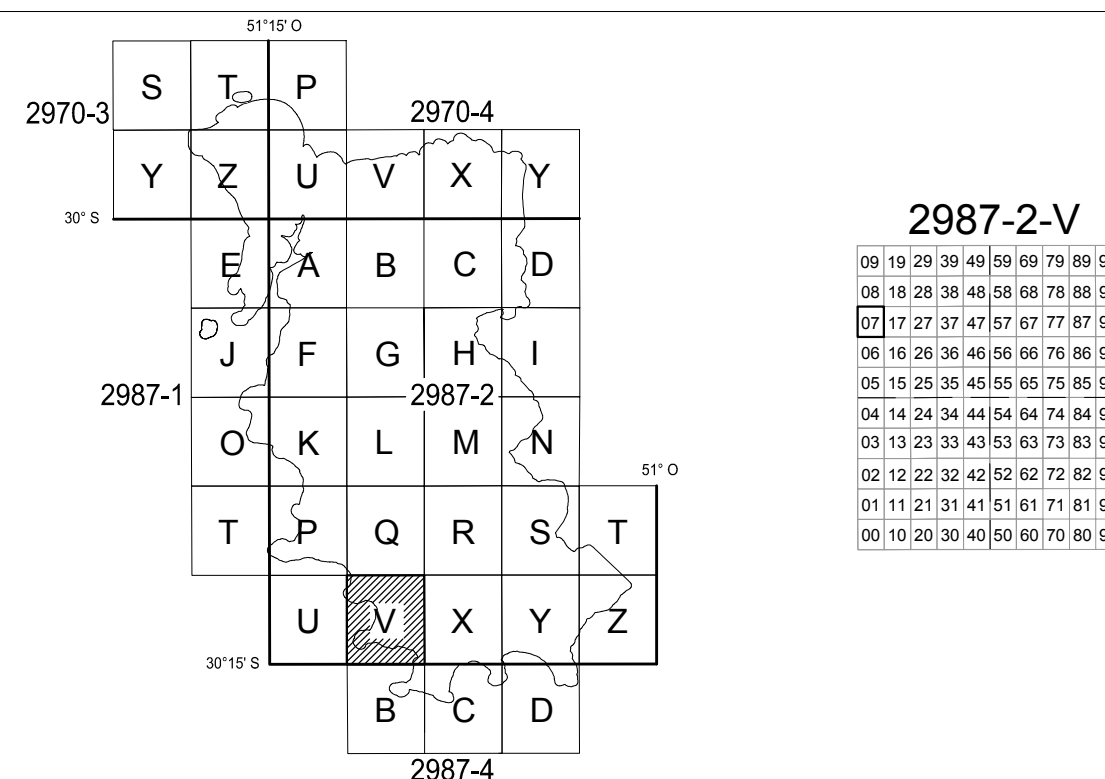 51°15' O
S T P
2970-3 2970-4
Y Z U V X Y
30° S
E A B C D
J F G H I
2987-1 2987-2
O K L M N
51° O
T P Q R S T
U V X Y Z
30°15' S
B C D
2987-4
2987-2-V
09 19 29 39 49 59 69 79 89
08 18 28 38 48 58 68 78 88
07 17 27 37 47 57 67 77 87
06 16 26 36 46 56 66 76 86
05 15 25 35 45 55 65 75 85
04 14 24 34 44 54 64 74 84
03 13 23 33 43 53 63 73 83
02 12 22 32 42 52 62 72 82
01 11 21 31 41 51 61 71 81
00 10 20 30 40 50 60 70 80